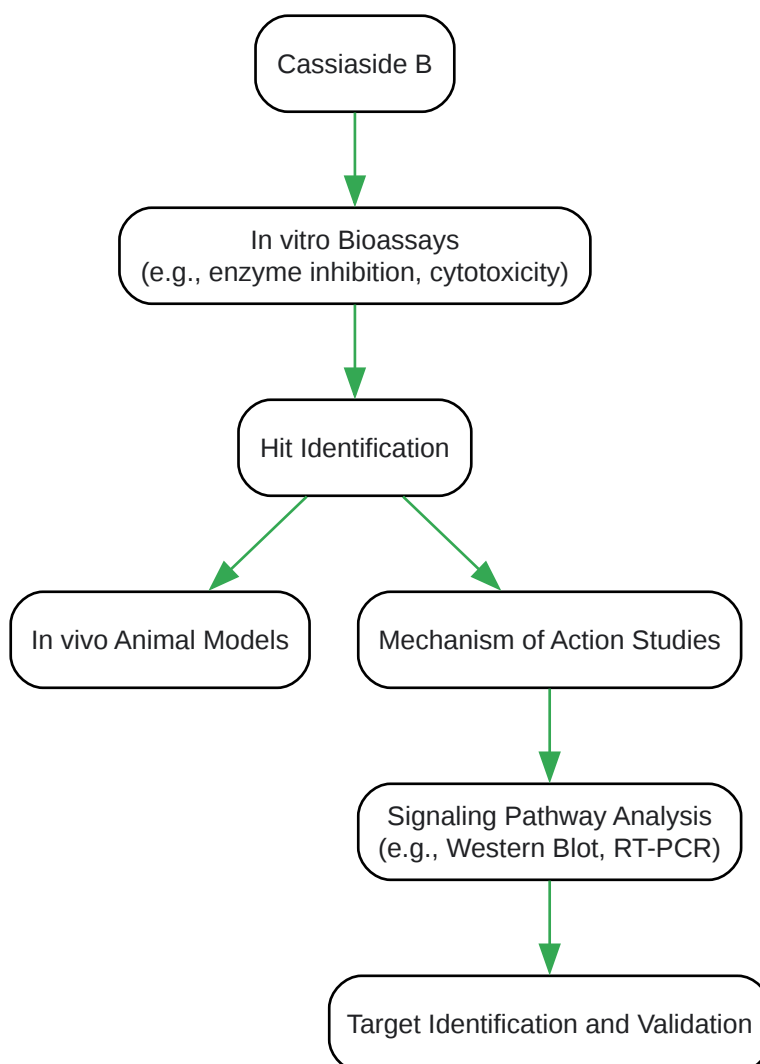 Cassiaside B
In vitro Bioassays
(e.g., enzyme inhibition, cytotoxicity)
Hit Identification
In vivo Animal Models
Mechanism of Action Studies
Signaling Pathway Analysis
(e.g., Western Blot, RT-PCR)
Target Identification and Validation